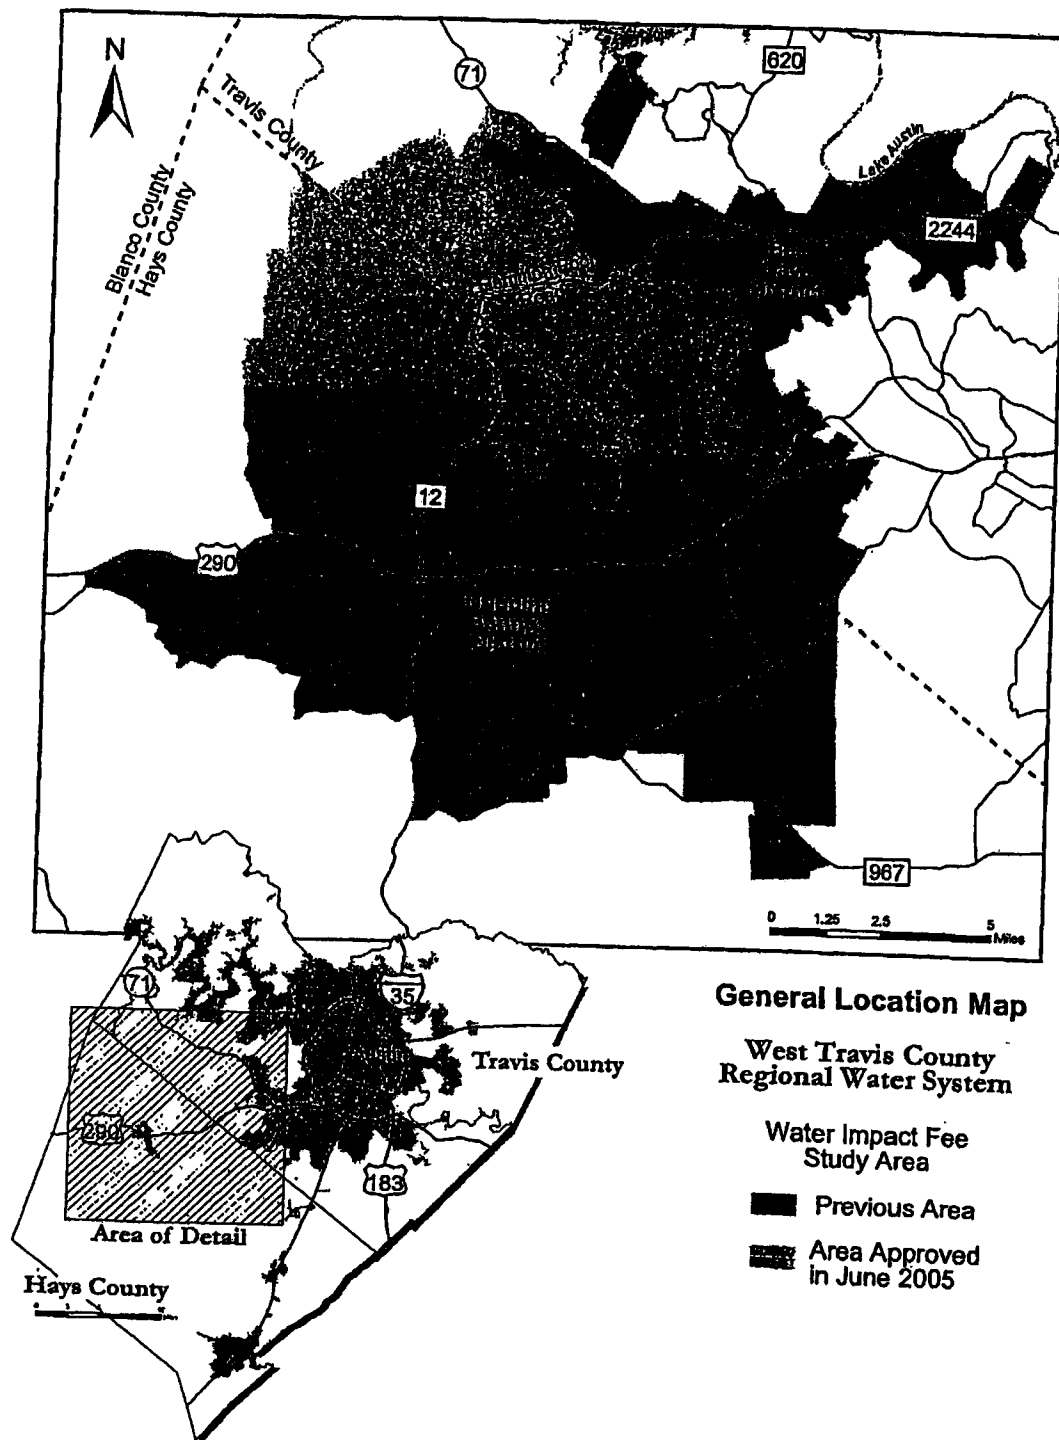 N
71
620
Travis County
Lake Austin
2244
Blanco County
Hays County
12
290
967
0 1.25 2.5 5
Miles
71
35
Travis County
290
183
Area of Detail
Hays County
General Location Map
West Travis County
Regional Water System
Water Impact Fee
Study Area
Previous Area
Area Approved
in June 2005